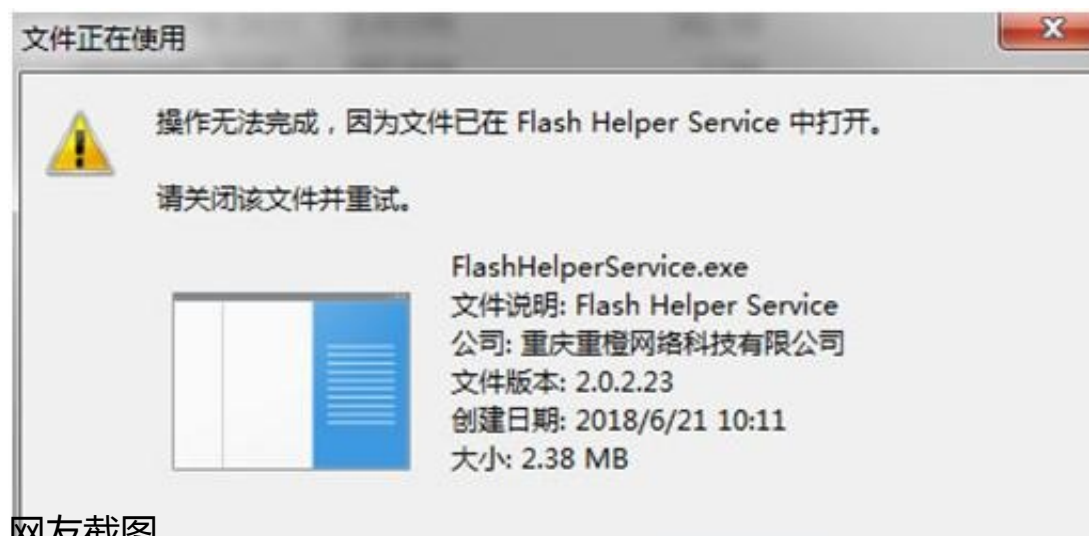 文件正在使用
操作无法完成，因为文件已在 Flash Helper Service 中打开。
请关闭该文件并重试。
FlashHelperService.exe
文件说明: Flash Helper Service
公司: 重庆重橙网络科技有限公司
文件版本: 2.0.2.23
创建日期: 2018/6/21 10:11
大小: 2.38 MB
网友截图